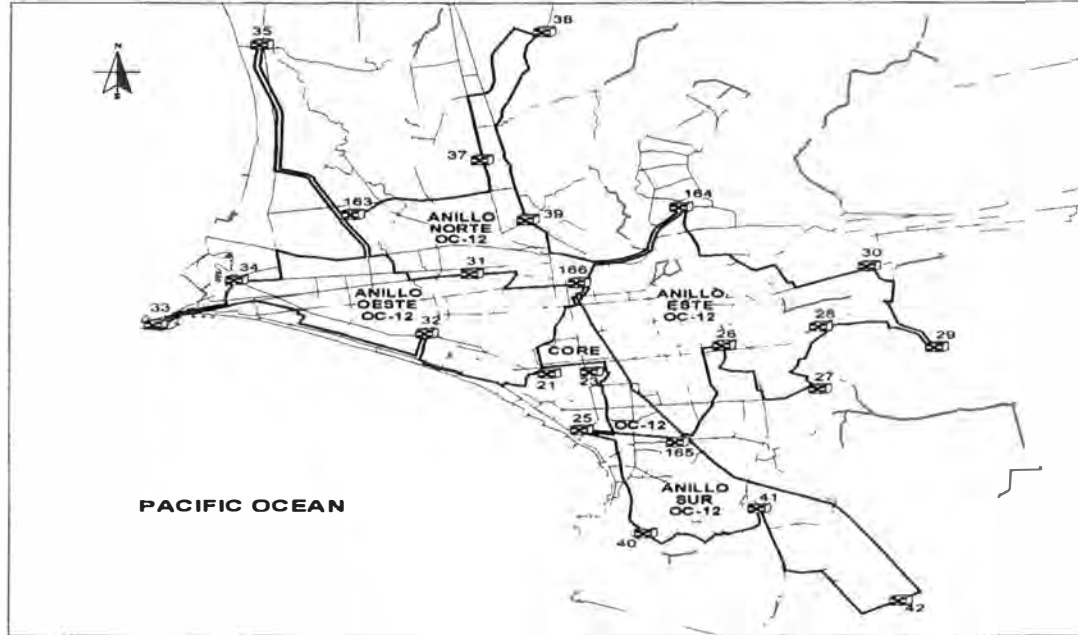 38
35
N
S
37
163
164
39
ANILLO
NORTE
OC-12
30
31
34
166
ANILLO
OESTE
OC-12
ANILLO
ESTE
OC-12
33
28
32
26
29
CORE
21
27
25
OC-12
165
PACIFIC OCEAN
ANILLO
SUR
OC-12
41
40
42